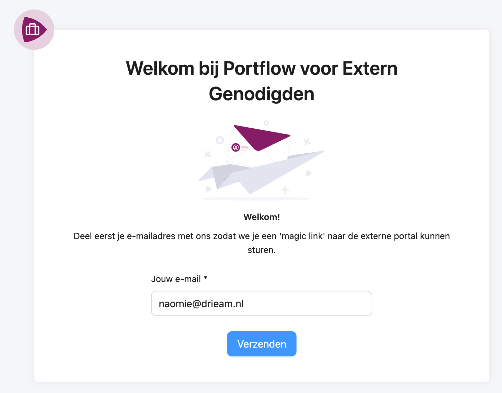 Welkom bij Portflow voor Extern
Genodigden
Welkom!
Deel eerst je e-mailadres met ons zodat we je een 'magic link' naar de externe portal kunnen
sturen.
Jouw e-mail *
naomie@drieam.nl
Verzenden